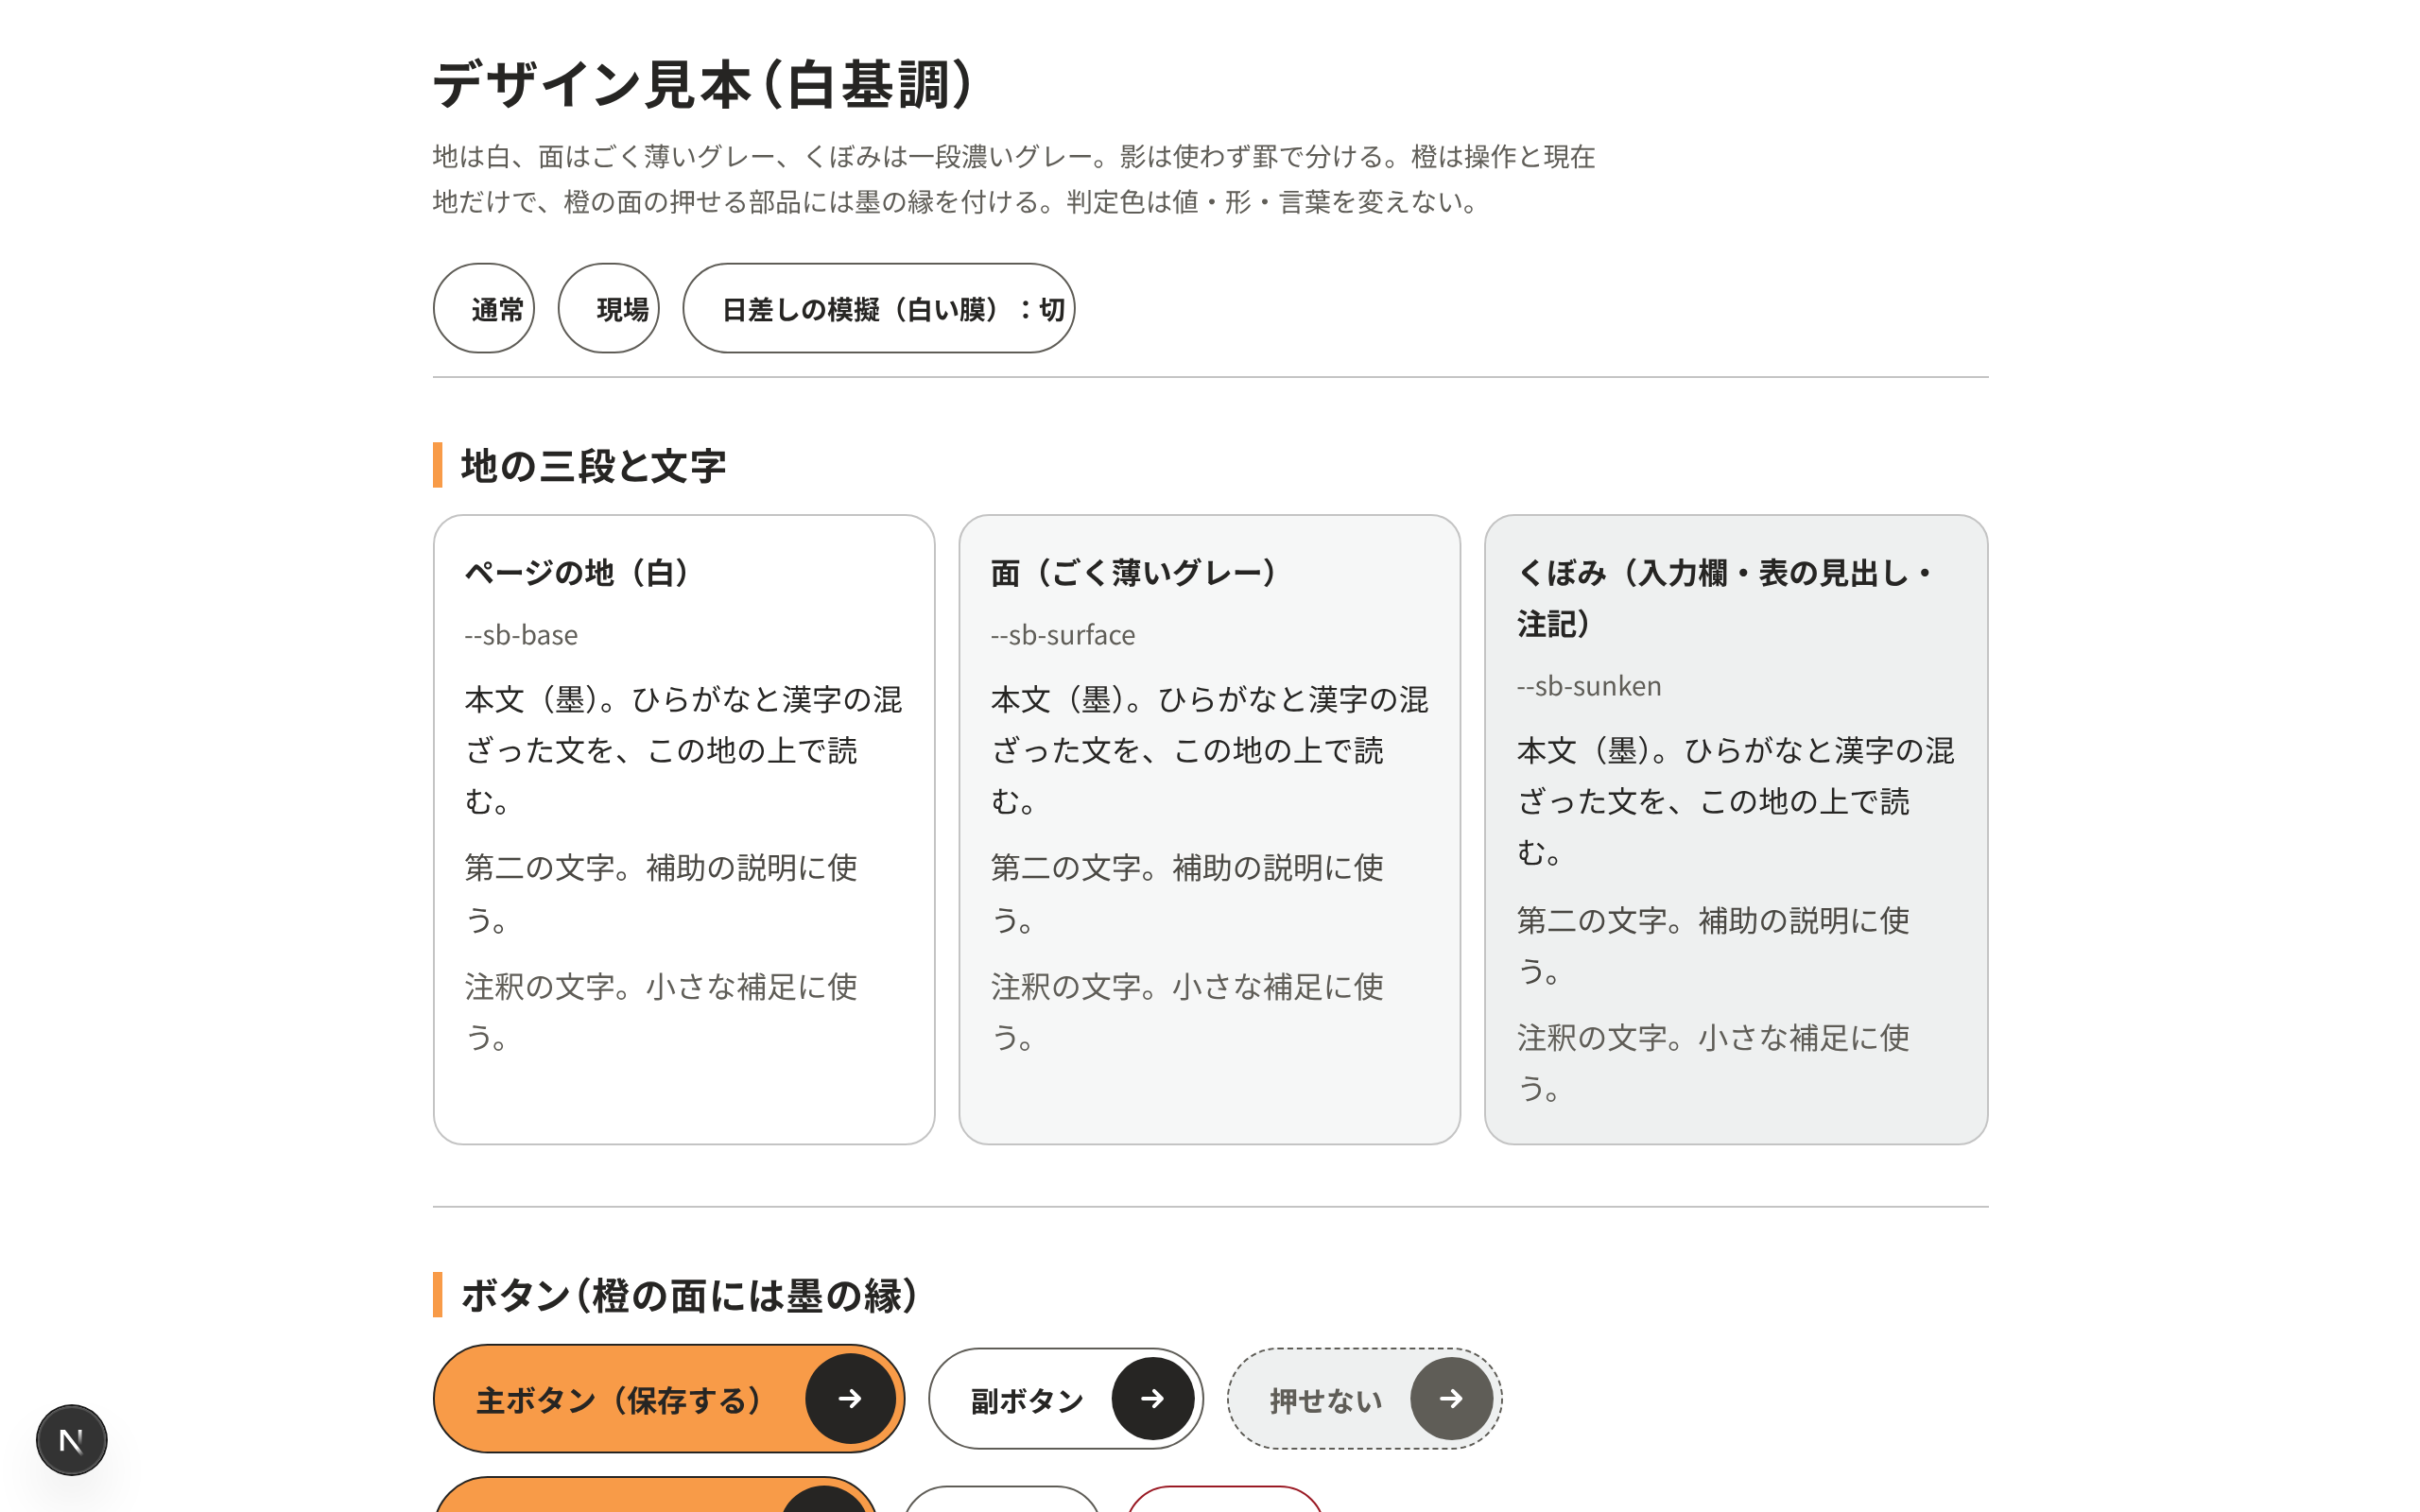 デザイン見本（白基調）
地は白、面はごく薄いグレー、くぼみは一段濃いグレー。影は使わず罫で分ける。橙は操作と現在
地だけで、橙の面の押せる部品には墨の縁を付ける。判定色は値・形・言葉を変えない。
通常
現場
日差しの模擬（白い膜）：切
地の三段と文字
ページの地（白）
--sb-base
本文（墨）。ひらがなと漢字の混
ざった文を、この地の上で読
む。
第二の文字。補助の説明に使
う。
注釈の文字。小さな補足に使
う。
面（ごく薄いグレー）
--sb-surface
本文（墨）。ひらがなと漢字の混
ざった文を、この地の上で読
む。
第二の文字。補助の説明に使
う。
注釈の文字。小さな補足に使
う。
くぼみ（入力欄・表の見出し・
注記）
--sb-sunken
本文（墨）。ひらがなと漢字の混
ざった文を、この地の上で読
む。
第二の文字。補助の説明に使
う。
注釈の文字。小さな補足に使
う。
ボタン（橙の面には墨の縁）
主ボタン（保存する）
副ボタン
押せない
N